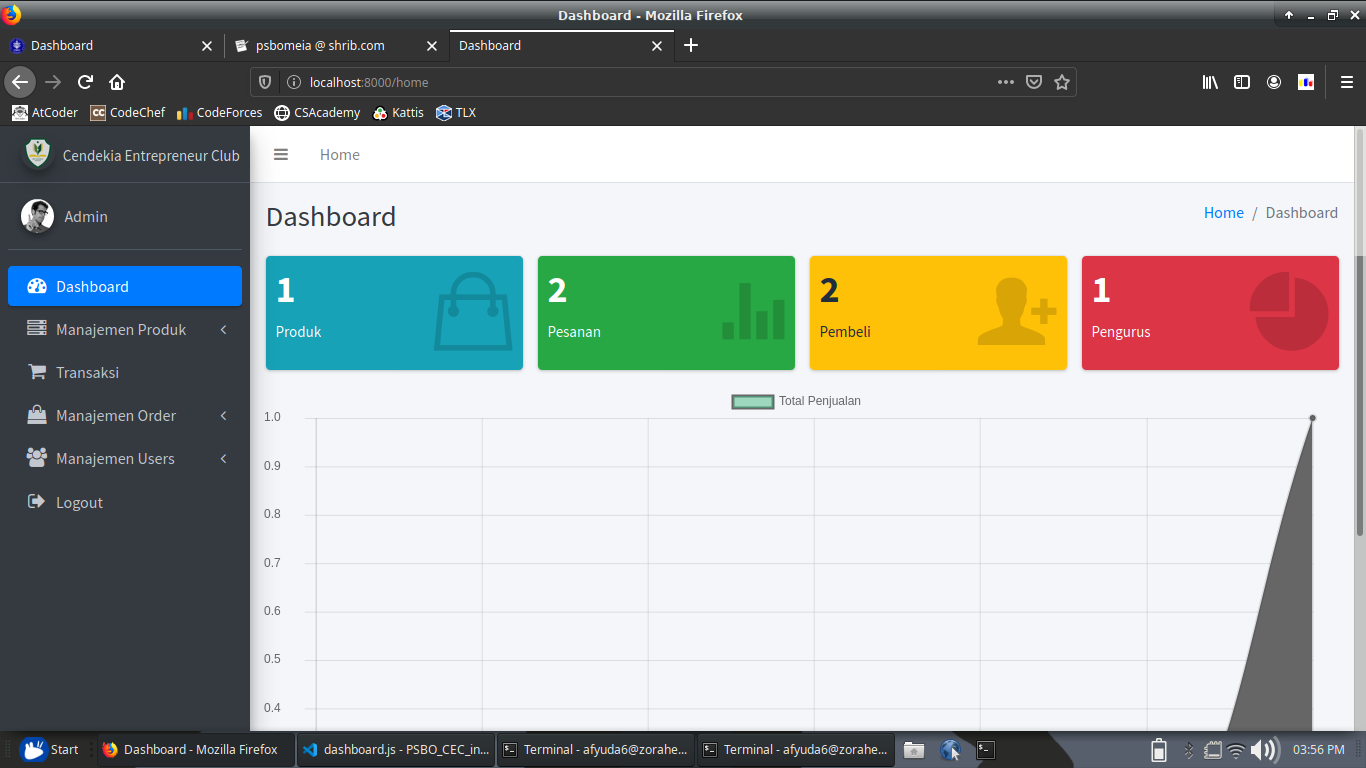 Dashboard - Mozilla Firefox
Dashboard
psbomeia @ shrib.com
Dashboard
localhost:8000/home
AtCoder
CC
CodeChef
CodeForces
CSAcademy
Kattis
TLX
Cendekia Entrepreneur Club
Home
Admin
Dashboard
Home / Dashboard
1
Produk
2
Pesanan
2
Pembeli
1
Pengurus
Dashboard
Manajemen Produk
Transaksi
Manajemen Order
Manajemen Users
Logout
Total Penjualan
1.0
0.9
0.8
0.7
0.6
0.5
0.4
Start
Dashboard - Mozilla Firefox
dashboard.js - PSBO_CEC_in...
Terminal - afyuda6@zorahe...
Terminal - afyuda6@zorahe...
03:56 PM